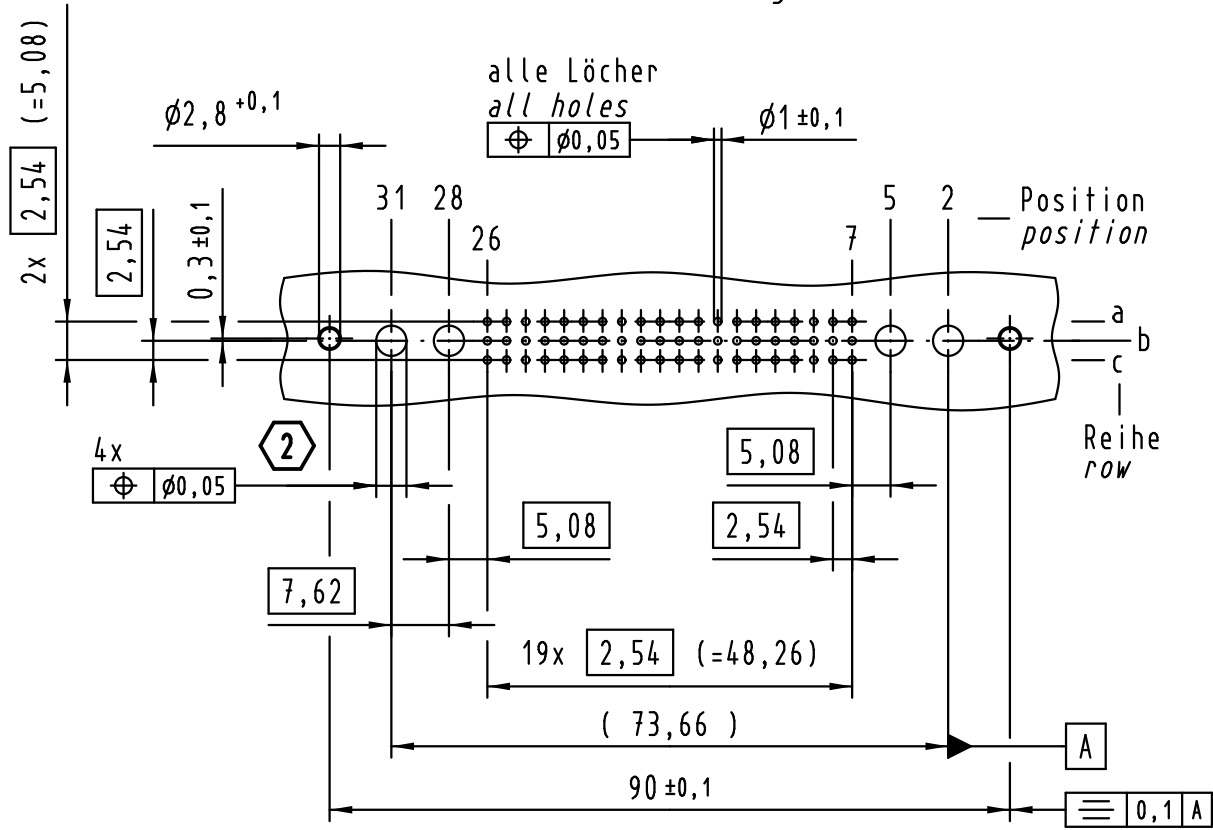 alle Löcher
all holes
⌖ ⌀0,05
⌀1 ±0,1
⌀2,8 +0,1
2x 2,54 (=5,08)
2,54
0,3 ±0,1
31 28
26
7
5 2
Position
position
a
b
c
Reihe
row
2
4x
⌖ ⌀0,05
5,08
5,08
2,54
7,62
19x 2,54 (=48,26)
( 73,66 )
A
90 ±0,1
⌯ 0,1 A